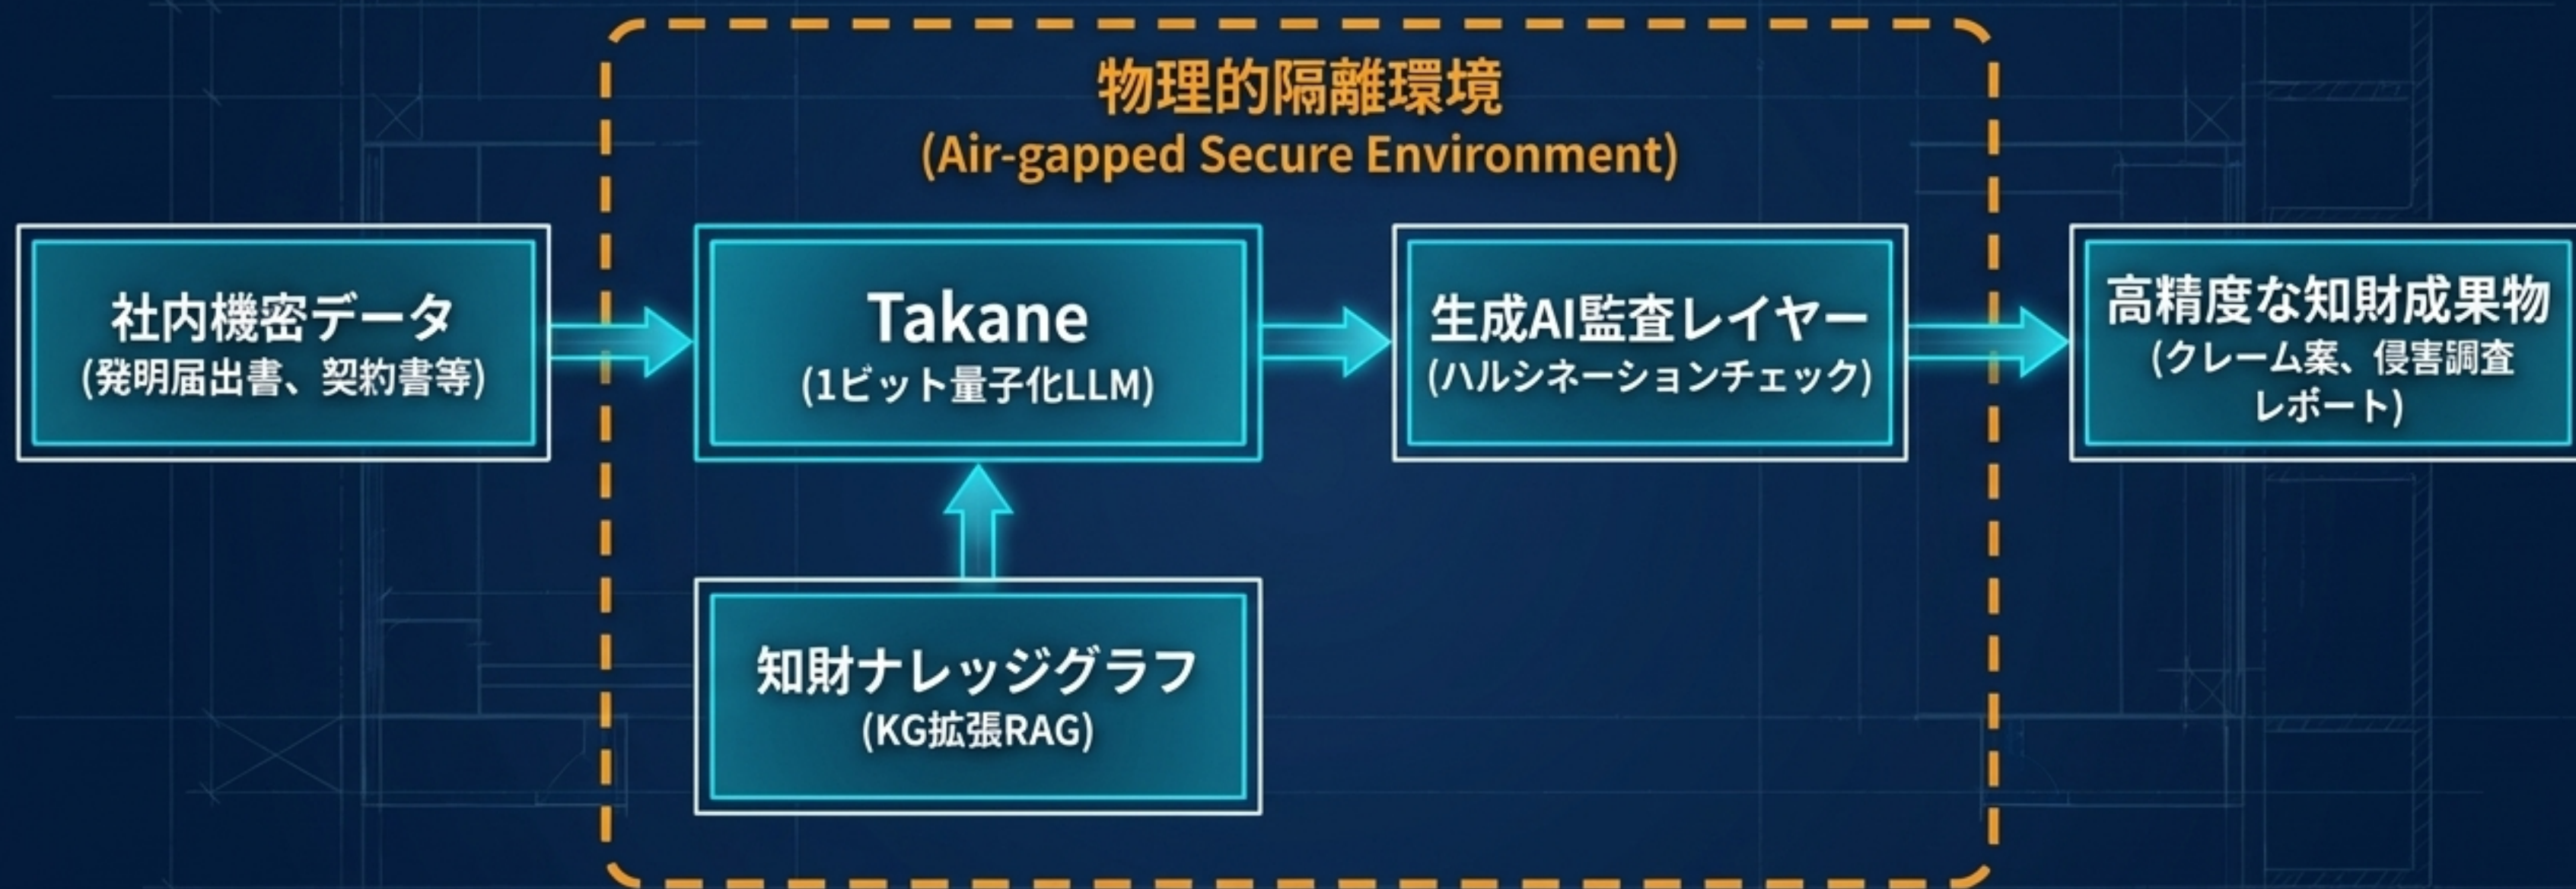 物理的隔離環境
(Air-gapped Secure Environment)
社内機密データ
(発明届出書、契約書等)
Takane
(1ビット量子化LLM)
生成AI監査レイヤー
(ハルシネーションチェック)
高精度な知財成果物
(クレーム案、侵害調査
レポート)
知財ナレッジグラフ
(KG拡張RAG)